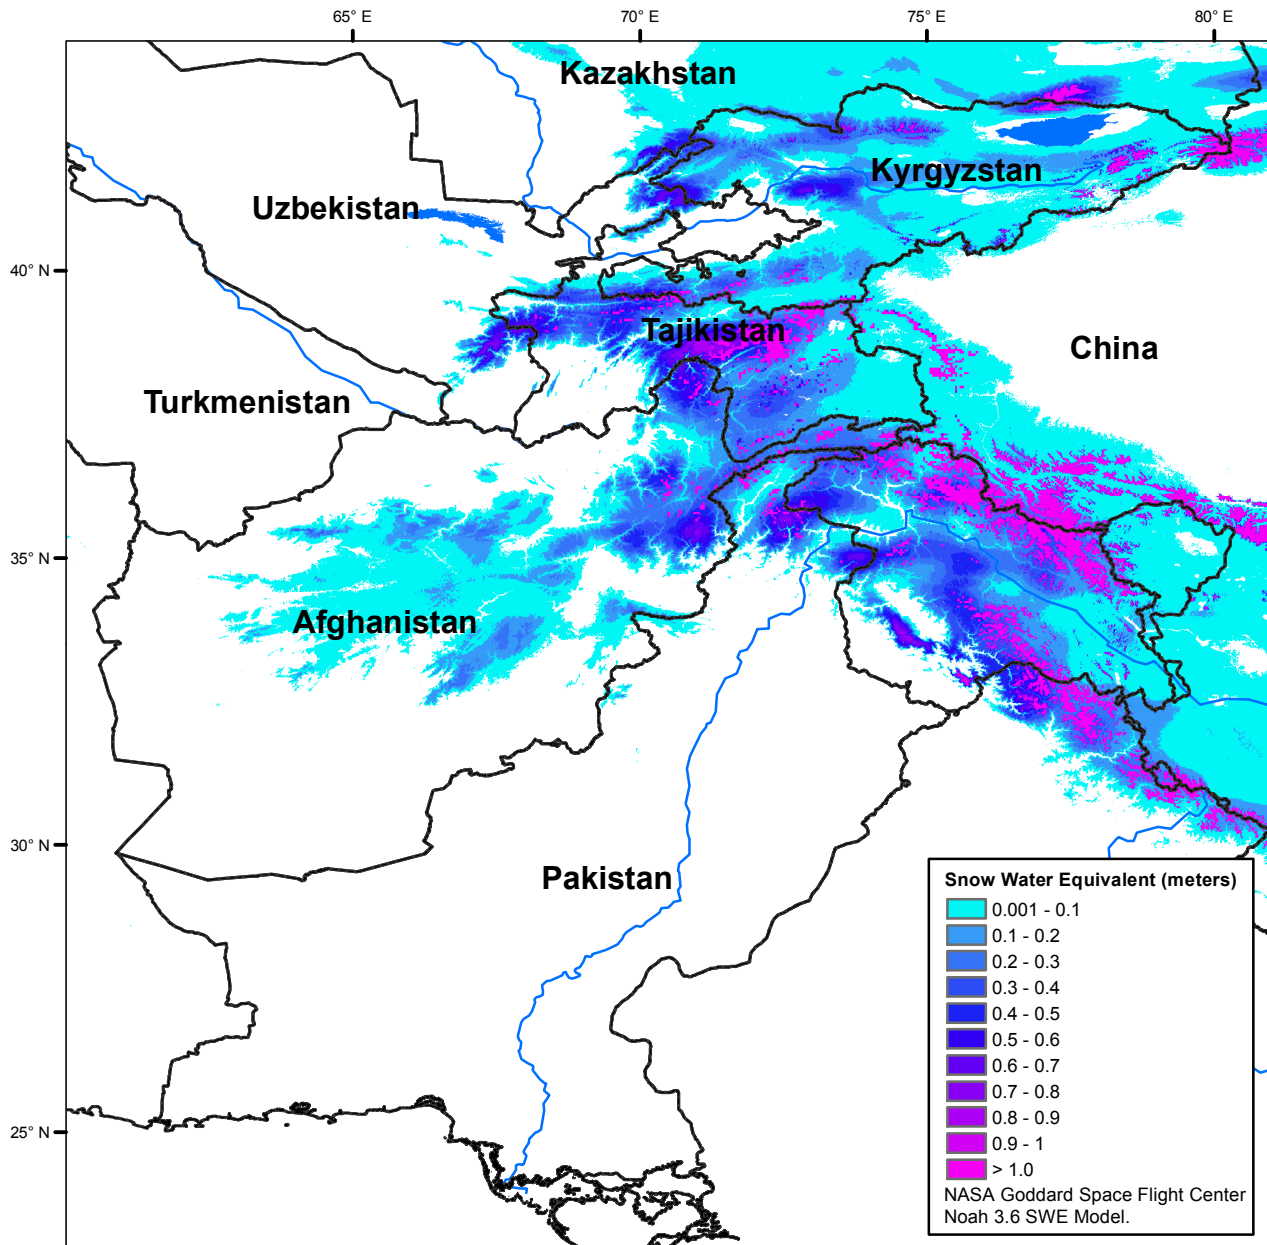 65° E
70° E
75° E
80° E
Kazakhstan
Kyrgyzstan
Uzbekistan
40° N
Tajikistan
China
Turkmenistan
35° N
Afghanistan
30° N
Pakistan
25° N
Snow Water Equivalent (meters)
0.001 - 0.1
0.1 - 0.2
0.2 - 0.3
0.3 - 0.4
0.4 - 0.5
0.5 - 0.6
0.6 - 0.7
0.7 - 0.8
0.8 - 0.9
0.9 - 1
> 1.0
NASA Goddard Space Flight Center
Noah 3.6 SWE Model.